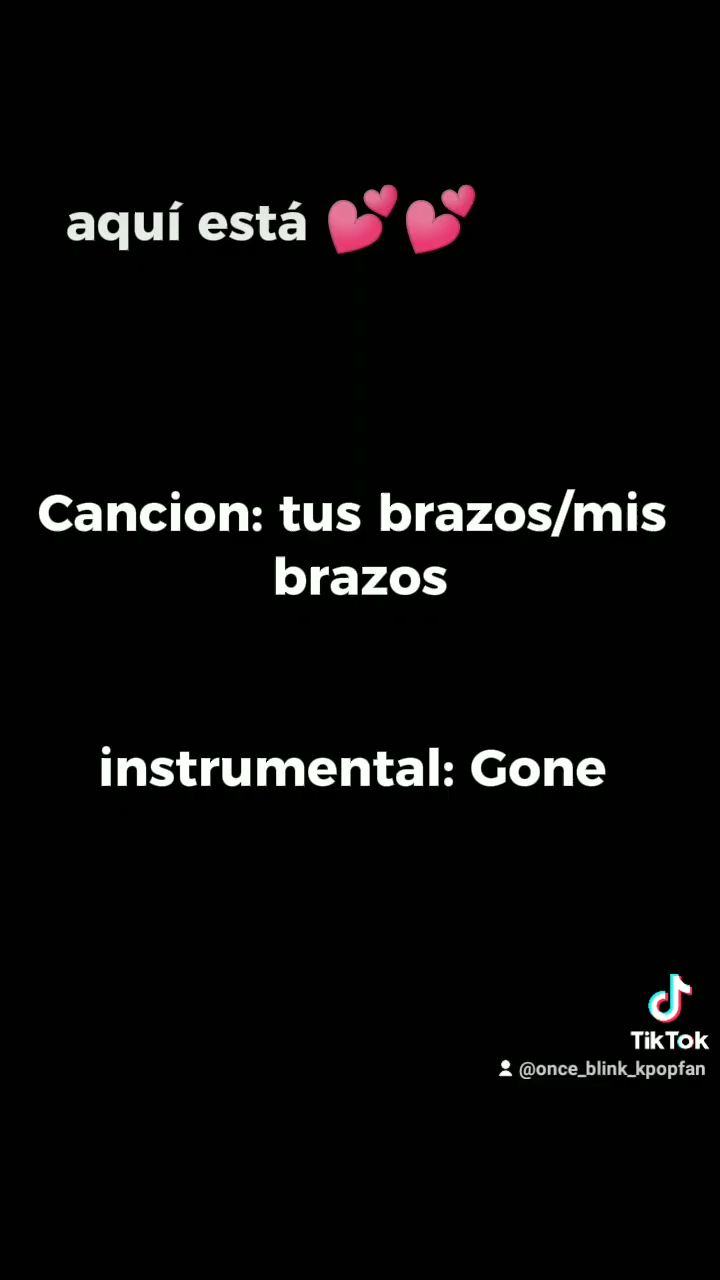 aquí está 💕💕
Cancion: tus brazos/mis
brazos
instrumental: Gone
TikTok
@once_blink_kpopfan